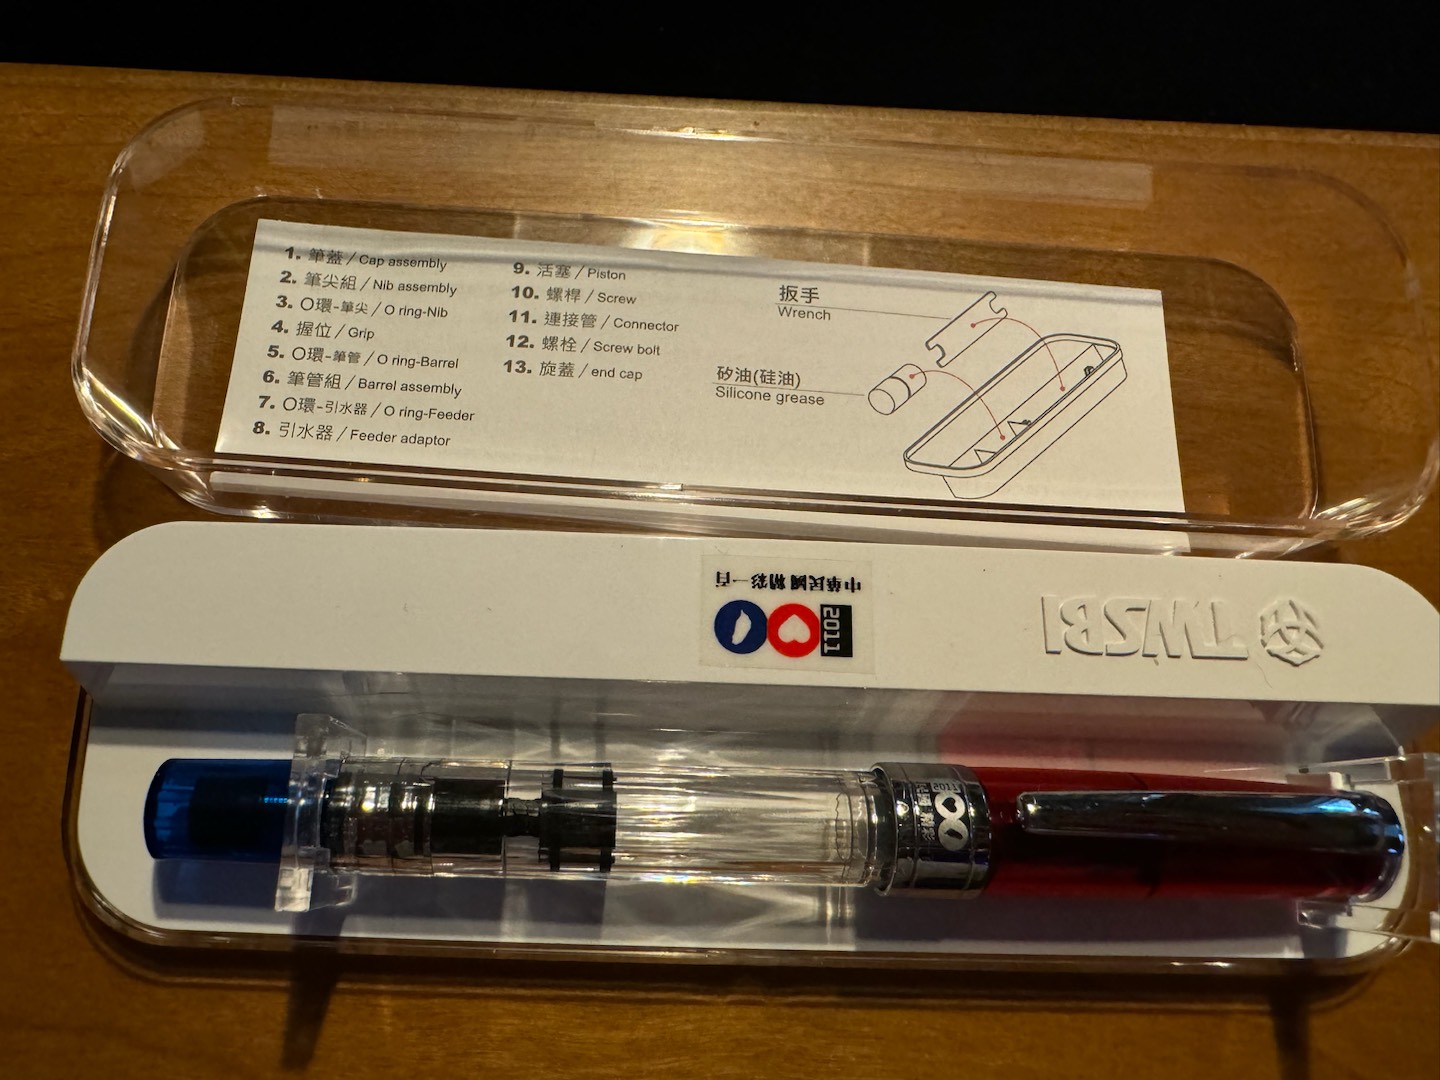 1. 筆蓋 / Cap assembly
2. 筆尖組 / Nib assembly
3. O環-筆尖 / O ring-Nib
4. 握位 / Grip
5. O環-筆管 / O ring-Barrel
6. 筆管組 / Barrel assembly
7. O環-引水器 / O ring-Feeder
8. 引水器 / Feeder adaptor
9. 活塞 / Piston
10. 螺桿 / Screw
11. 連接管 / Connector
12. 螺栓 / Screw bolt
13. 旋蓋 / end cap
扳手
Wrench
矽油(硅油)
Silicone grease
中華民國 精彩一百
2011
TWSBI
2011